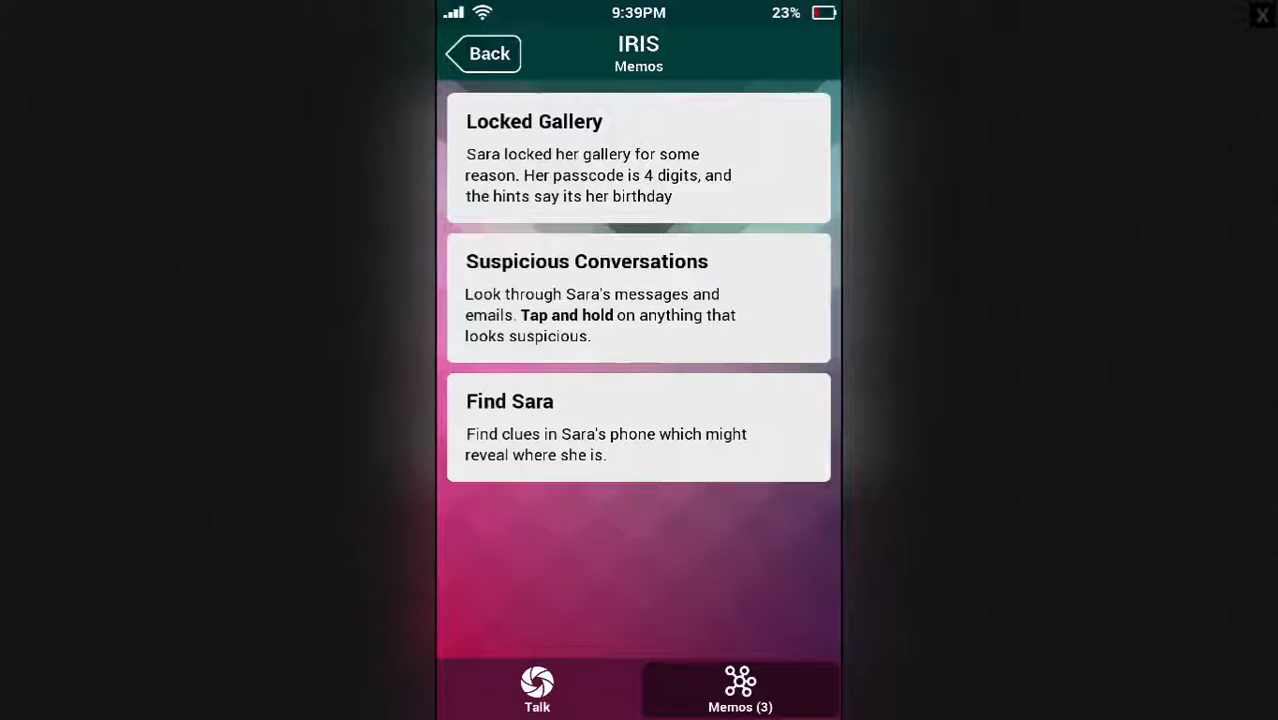 9:39PM 23%
X
Back
IRIS
Memos
Locked Gallery
Sara locked her gallery for some
reason. Her passcode is 4 digits, and
the hints say its her birthday
Suspicious Conversations
Look through Sara's messages and
emails. Tap and hold on anything that
looks suspicious.
Find Sara
Find clues in Sara's phone which might
reveal where she is.
Talk
Memos (3)